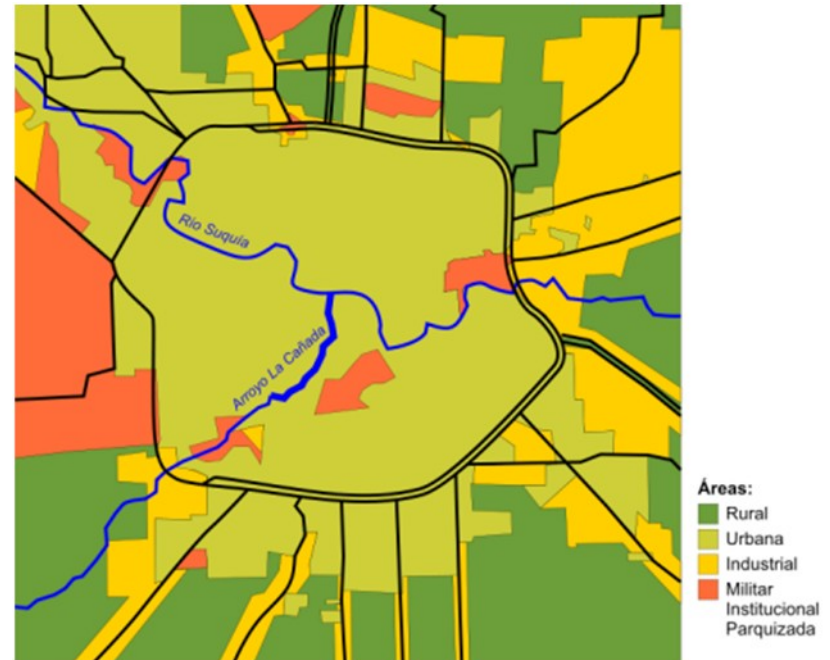 Río Suquía
Arroyo La Cañada
Áreas:
Rural
Urbana
Industrial
Militar
Institucional
Parquizada